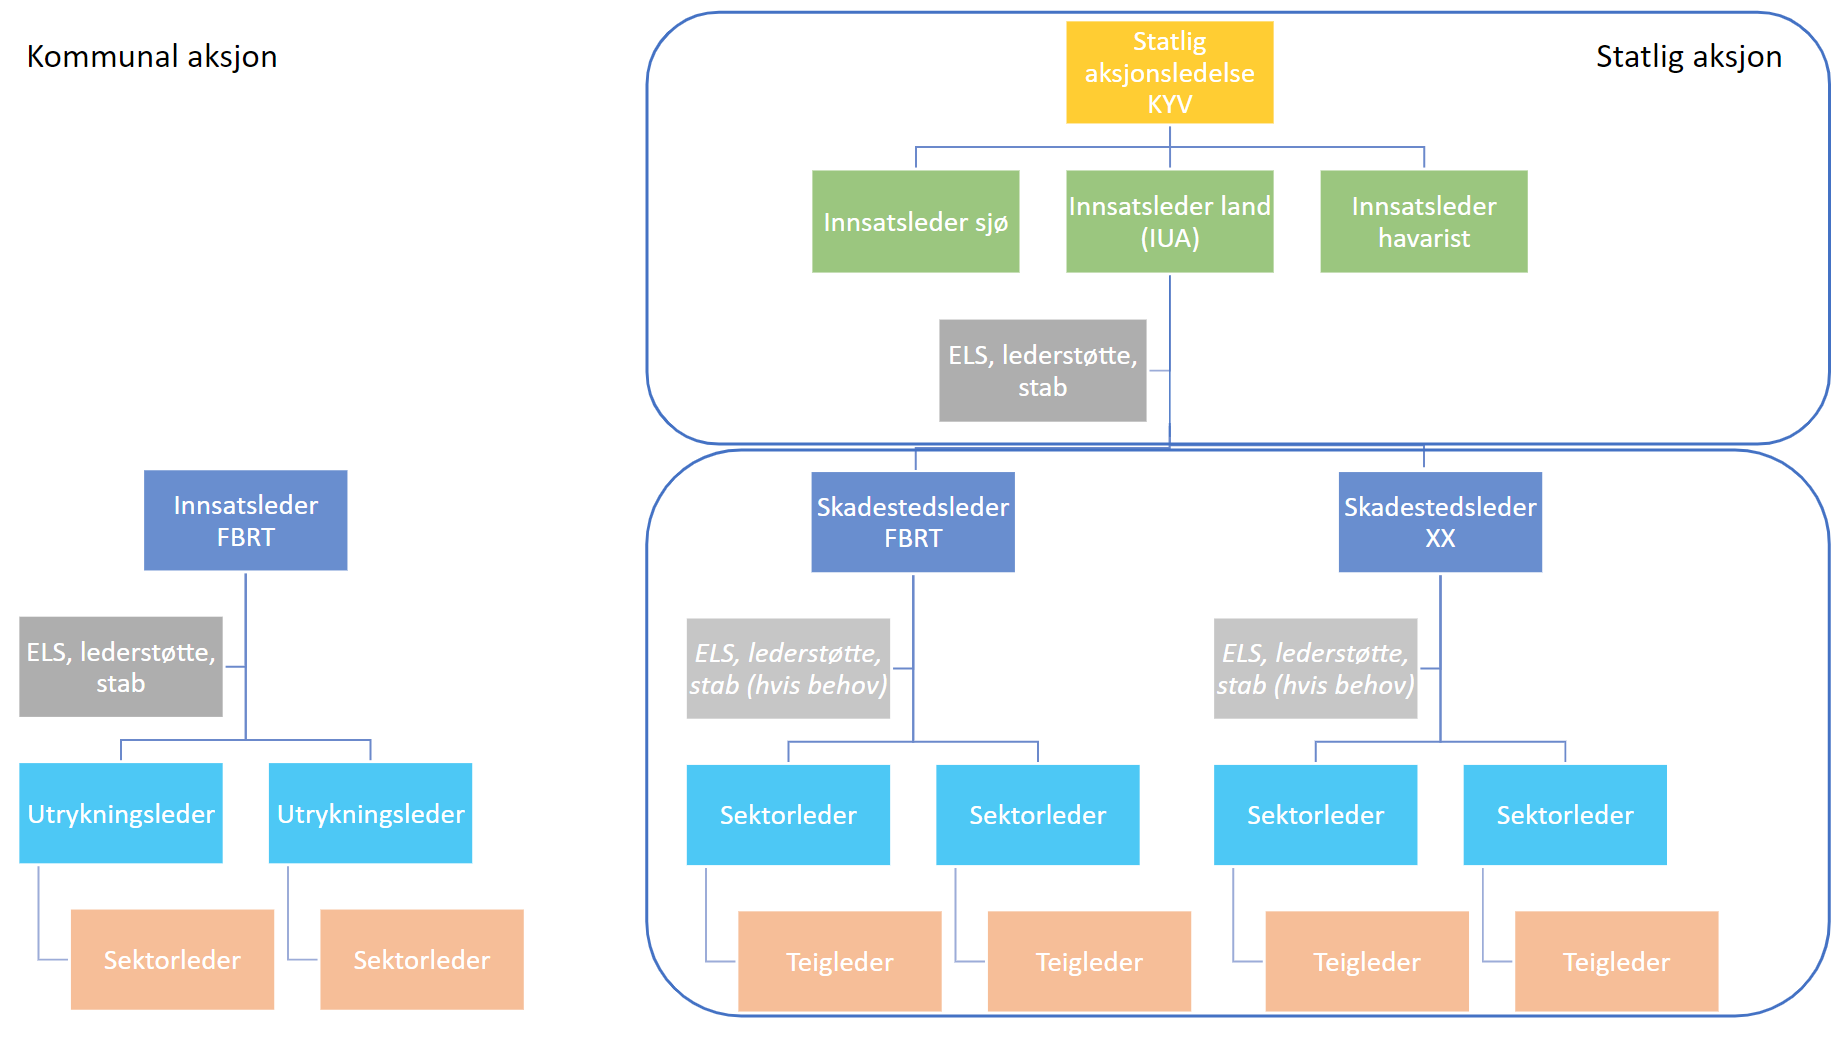 Kommunal aksjon
Statlig aksjon
Statlig
aksjonsledelse
KYV
Innsatsleder sjø
Innsatsleder land
(IUA)
Innsatsleder
havarist
ELS, lederstøtte,
stab
Innsatsleder
FBRT
ELS, lederstøtte,
stab
Utrykningsleder
Utrykningsleder
Sektorleder
Sektorleder
Skadestedsleder
FBRT
Skadestedsleder
XX
ELS, lederstøtte,
stab (hvis behov)
ELS, lederstøtte,
stab (hvis behov)
Sektorleder
Sektorleder
Sektorleder
Sektorleder
Teigleder
Teigleder
Teigleder
Teigleder